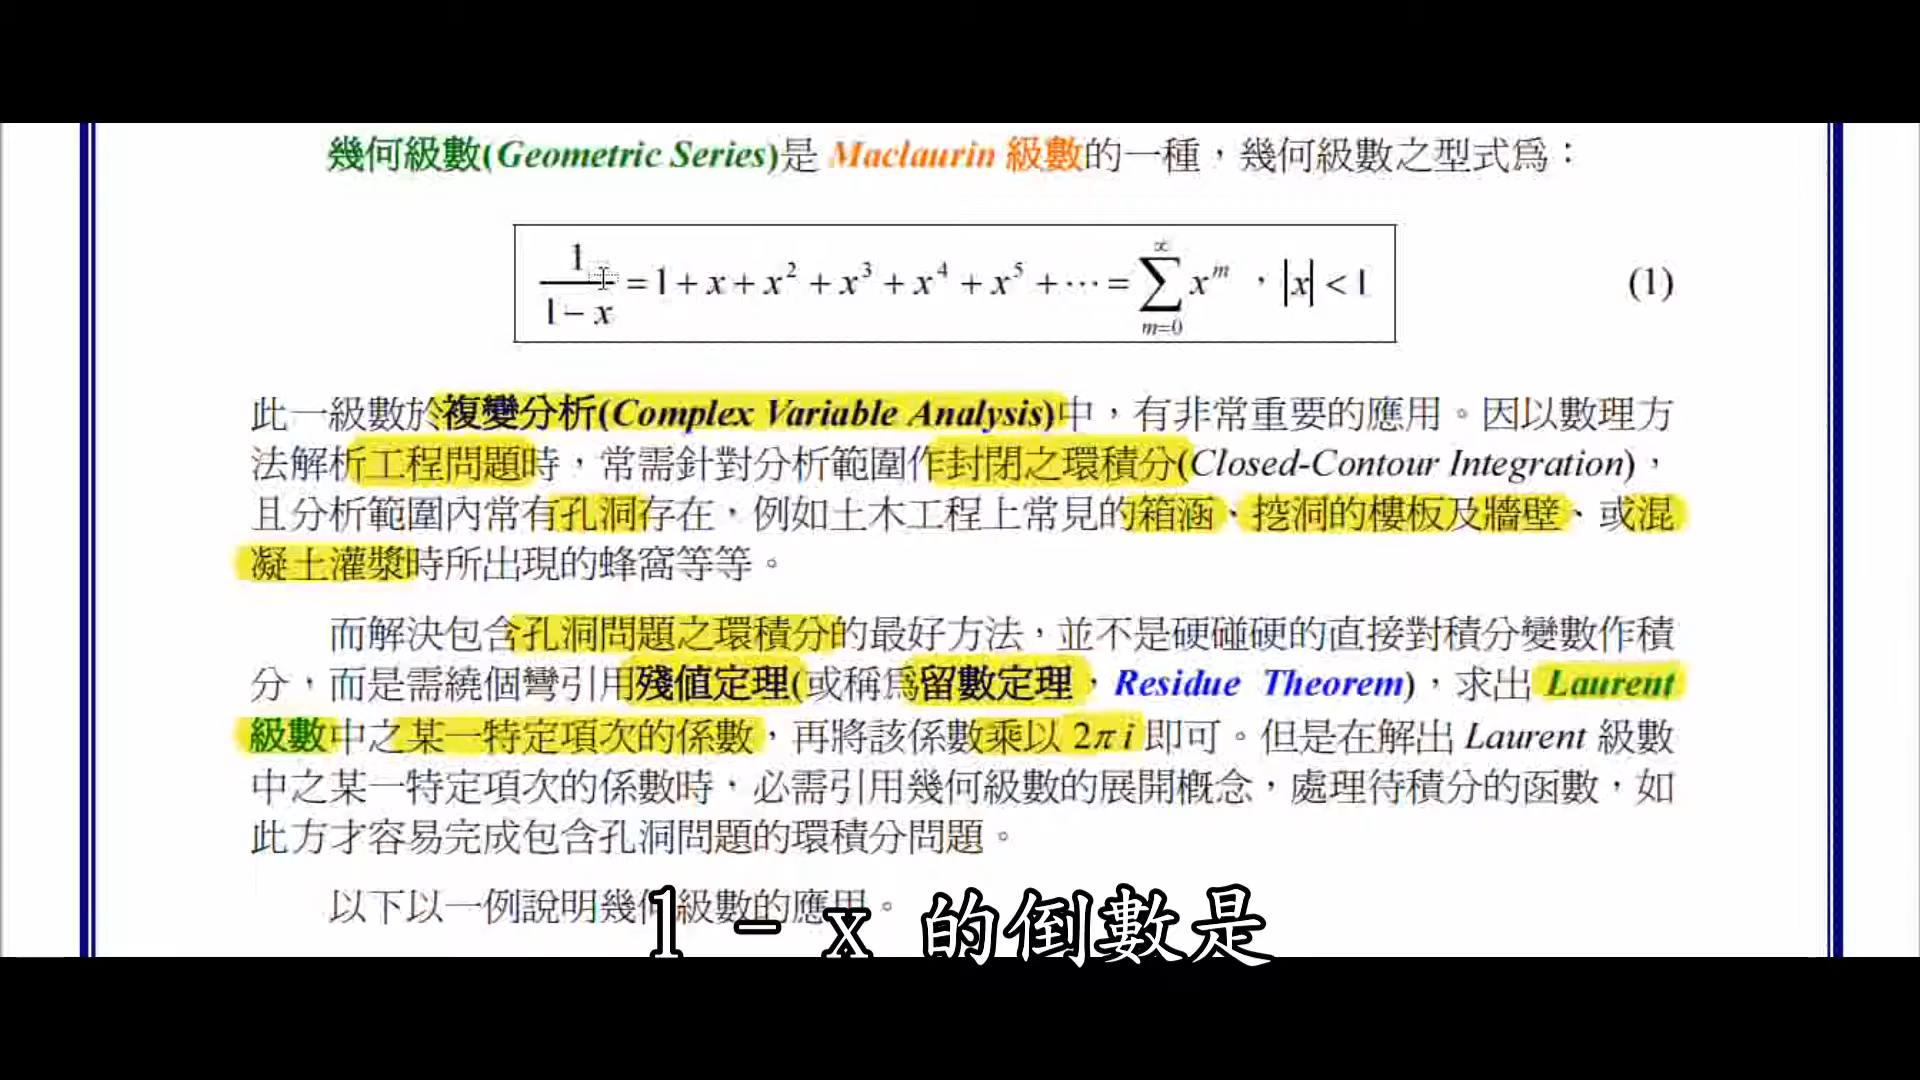 幾何級數(Geometric Series)是 Maclaurin 級數的一種，幾何級數之型式為：
1/(1−x) = 1 + x + x² + x³ + x⁴ + x⁵ + ⋯ = ∑_{m=0}^{∞} x^m ，|x| < 1 (1)
此一級數於複變分析(Complex Variable Analysis)中，有非常重要的應用。因以數理方
法解析工程問題時，常需針對分析範圍作封閉之環積分(Closed-Contour Integration)，
且分析範圍內常有孔洞存在，例如土木工程上常見的箱涵、挖洞的樓板及牆壁、或混
凝土灌漿時所出現的蜂窩等等。
而解決包含孔洞問題之環積分的最好方法，並不是硬碰硬的直接對積分變數作積
分，而是需繞個彎引用殘值定理(或稱為留數定理，Residue Theorem)，求出 Laurent
級數中之某一特定項次的係數，再將該係數乘以 2πi 即可。但是在解出 Laurent 級數
中之某一特定項次的係數時，必需引用幾何級數的展開概念，處理待積分的函數，如
此方才容易完成包含孔洞問題的環積分問題。
以下以一例說明幾何級數的應用。
1 - x 的倒數是